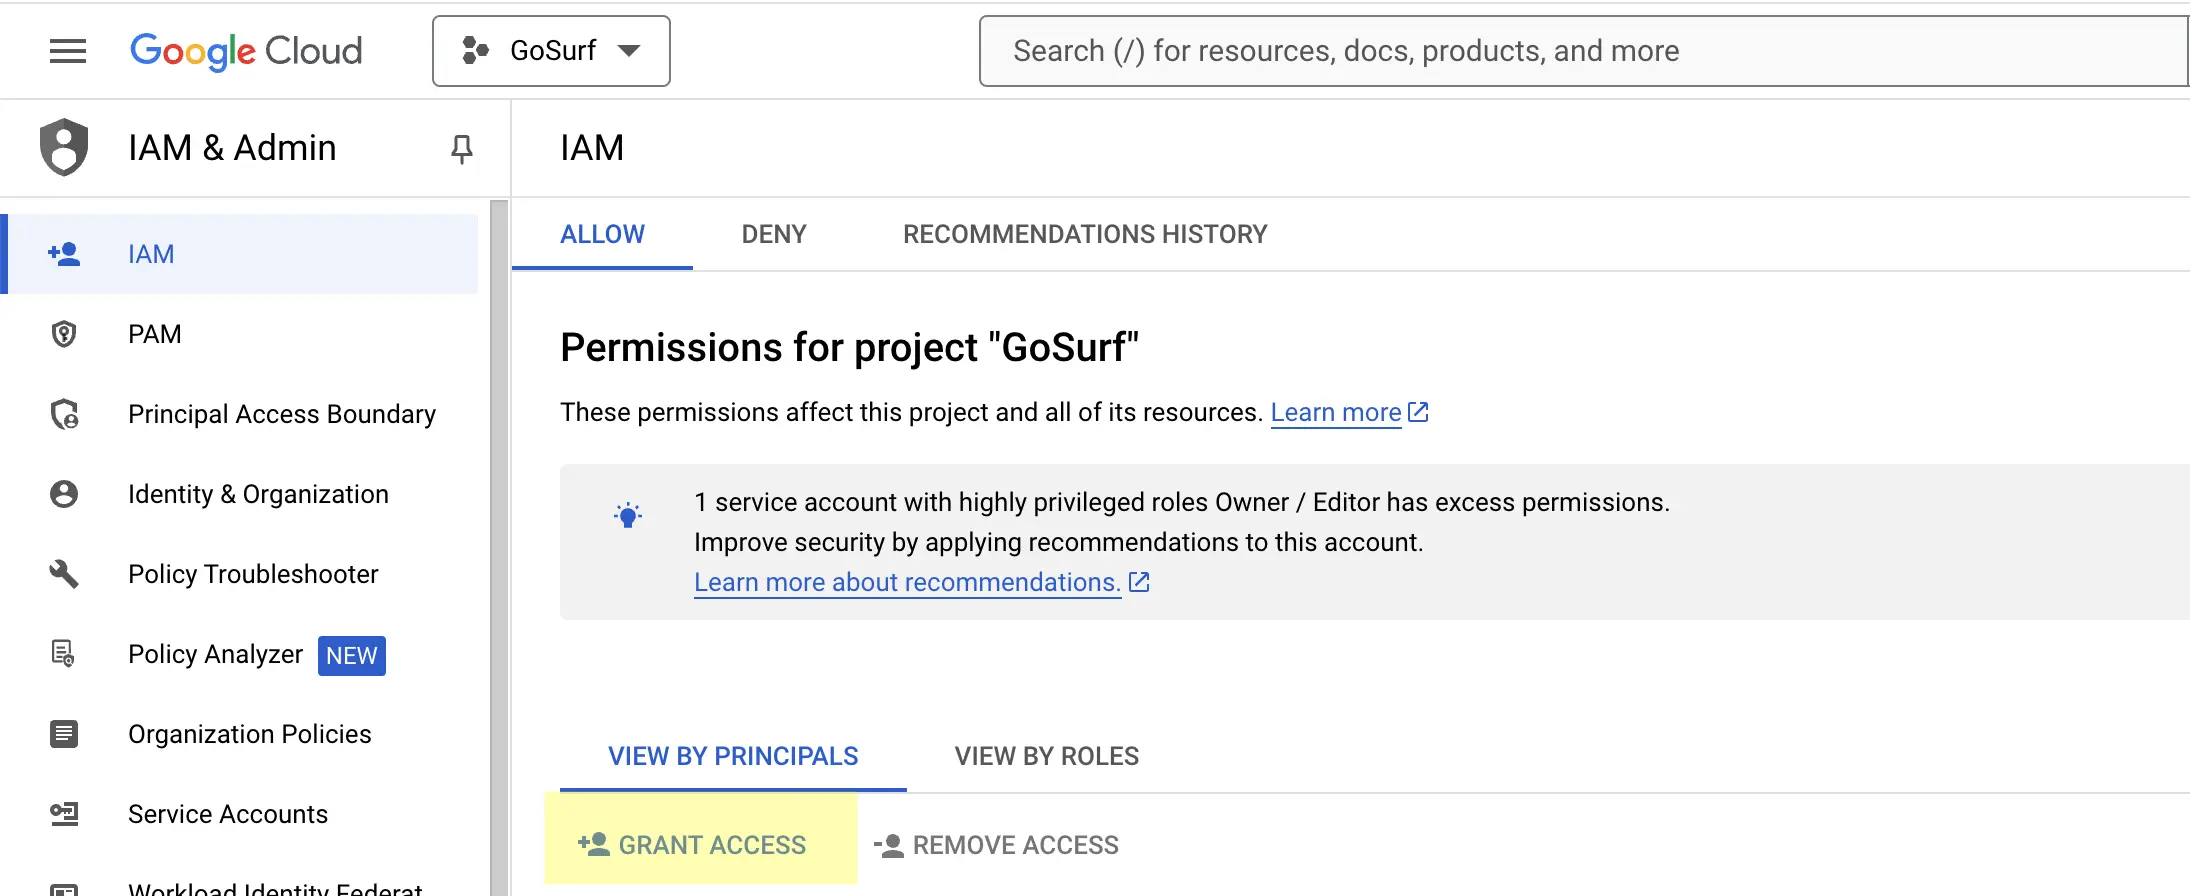 Google Cloud
GoSurf
Search (/) for resources, docs, products, and more
IAM & Admin
IAM
PAM
Principal Access Boundary
Identity & Organization
Policy Troubleshooter
Policy Analyzer NEW
Organization Policies
Service Accounts
Workload Identity Federat
IAM
ALLOW DENY RECOMMENDATIONS HISTORY
Permissions for project "GoSurf"
These permissions affect this project and all of its resources. Learn more
1 service account with highly privileged roles Owner / Editor has excess permissions.
Improve security by applying recommendations to this account.
Learn more about recommendations.
VIEW BY PRINCIPALS VIEW BY ROLES
GRANT ACCESS REMOVE ACCESS